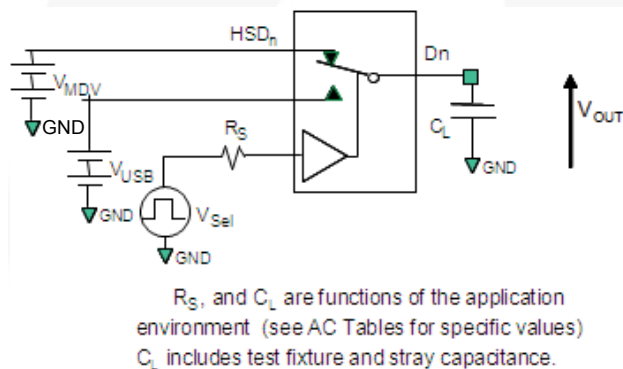 HSDn
Dn
VMDV
GND
RS
CL
VOUT
GND
VUSB
GND
VSel
GND
RS, and CL are functions of the application
environment (see AC Tables for specific values)
CL includes test fixture and stray capacitance.